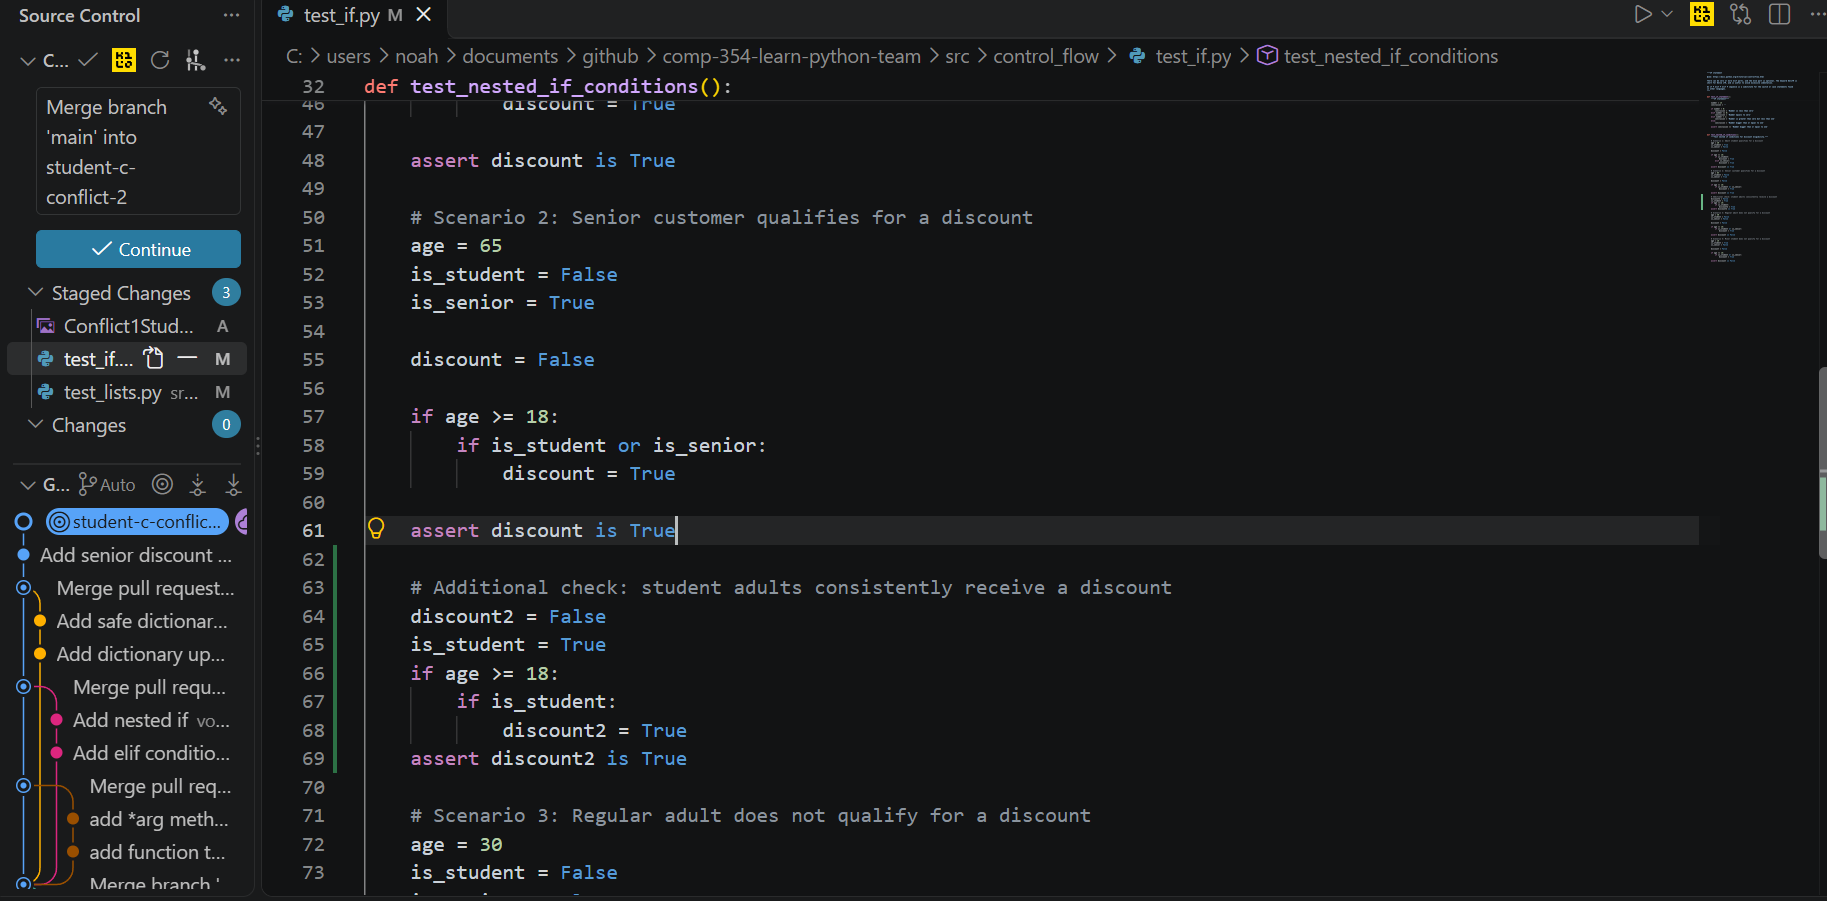 Source Control
C...
Merge branch
'main' into
student-c-
conflict-2
Continue
Staged Changes 3
Conflict1Stud... A
test_if.... M
test_lists.py sr... M
Changes 0
G... Auto
student-c-conflic...
Add senior discount ...
Merge pull request...
Add safe dictionar...
Add dictionary up...
Merge pull requ...
Add nested if vo...
Add elif conditio...
Merge pull req...
add *arg meth...
add function t...
Merge branch '
test_if.py M
C: > users > noah > documents > github > comp-354-learn-python-team > src > control_flow > test_if.py > test_nested_if_conditions
32 def test_nested_if_conditions():
46 discount = True
47
48 assert discount is True
49
50 # Scenario 2: Senior customer qualifies for a discount
51 age = 65
52 is_student = False
53 is_senior = True
54
55 discount = False
56
57 if age >= 18:
58 if is_student or is_senior:
59 discount = True
60
61 assert discount is True
62
63 # Additional check: student adults consistently receive a discount
64 discount2 = False
65 is_student = True
66 if age >= 18:
67 if is_student:
68 discount2 = True
69 assert discount2 is True
70
71 # Scenario 3: Regular adult does not qualify for a discount
72 age = 30
73 is_student = False